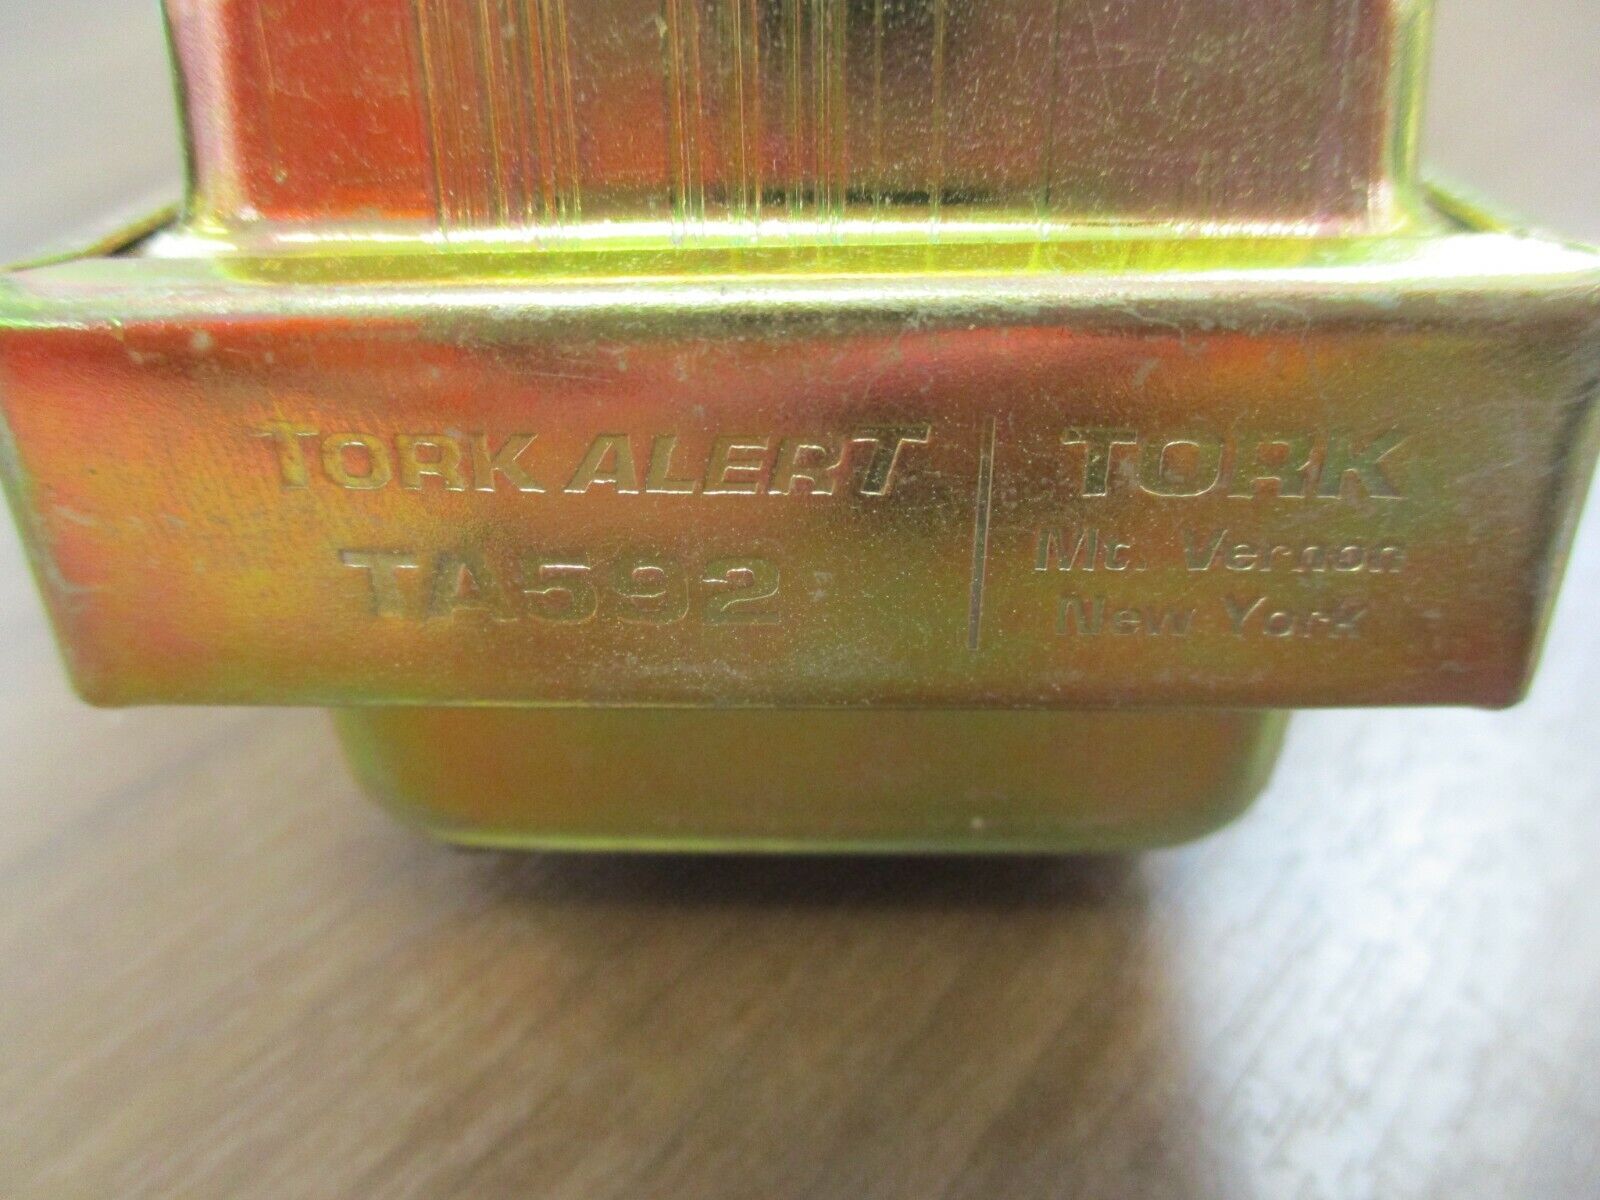 TORK ALERT
TA592
TORK
Mt. Vernon
New York